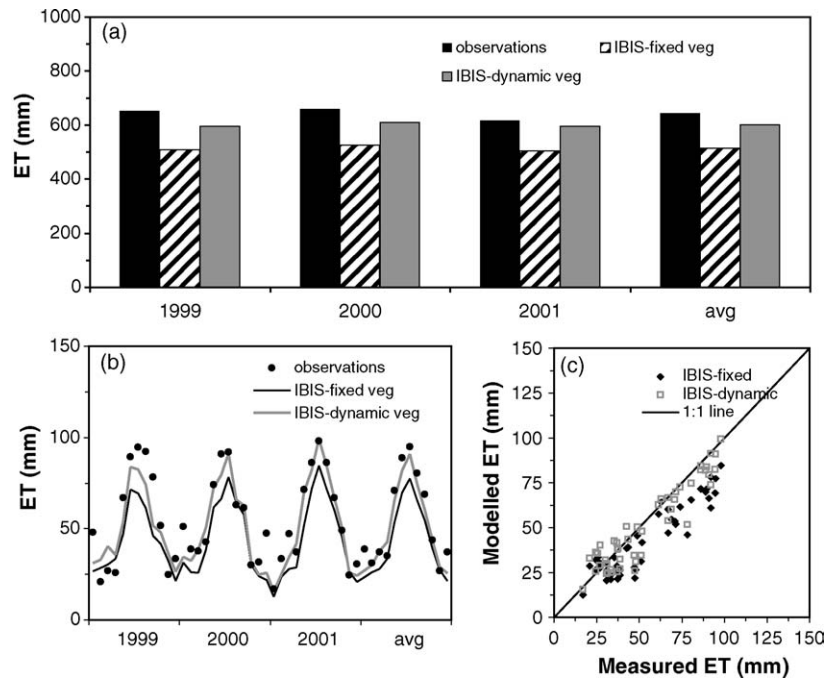 (a)
observations
IBIS-fixed veg
IBIS-dynamic veg
ET (mm)
1000
800
600
400
200
0
1999
2000
2001
avg
(b)
observations
IBIS-fixed veg
IBIS-dynamic veg
ET (mm)
150
100
50
0
1999
2000
2001
avg
(c)
IBIS-fixed
IBIS-dynamic
1:1 line
Modelled ET (mm)
150
125
100
75
50
25
0
0
25
50
75
100
125
150
Measured ET (mm)